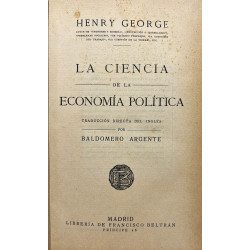 HENRY GEORGE
LA CIENCIA
DE LA
ECONOMÍA POLÍTICA
TRADUCCIÓN DIRECTA DEL INGLÉS
POR
BALDOMERO ARGENTE
MADRID
LIBRERÍA DE FRANCISCO BELTRÁN
PRÍNCIPE 16